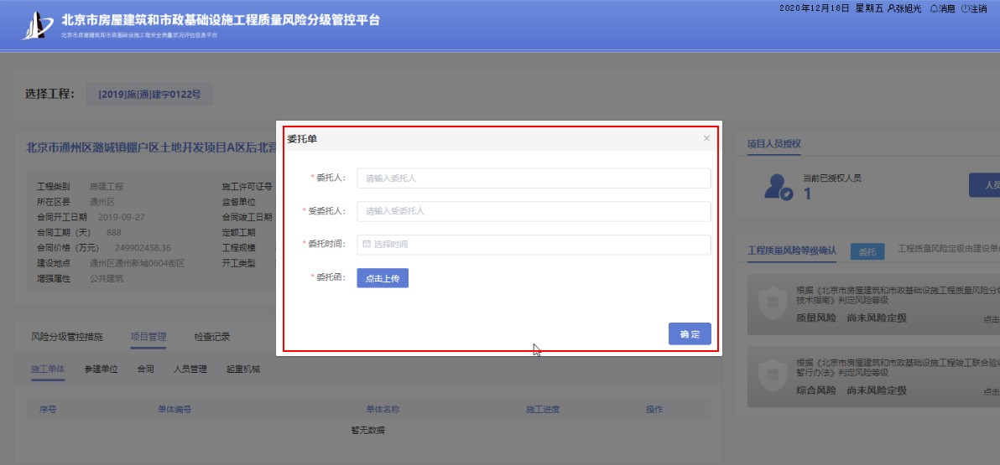 北京市房屋建筑和市政基础设施工程质量风险分级管控平台
北京市房屋建筑和市政基础设施工程安全质量状况评估信息平台
2020年12月18日 星期五 张旭光 消息 注销
选择工程： [2019]施[通]建字0122号
北京市通州区潞城镇棚户区土地开发项目A区后北营
工程类别 房建工程 施工许可证号
所在区县 通州区 监督单位
合同开工日期 2019-09-27 合同竣工日期
合同工期（天） 888 定额工期
合同价格（万元） 249902458.36 工程规模
建设地点 通州区通州新城0604街区 开工类型
增强属性 公共建筑
风险分级管控措施 项目管理 检查记录
施工单体 参建单位 合同 人员管理 起重机械
序号 单体编号 单体名称 施工进度 操作
暂无数据
委托单 ×
* 委托人： 请输入委托人
* 受委托人： 请输入受委托人
* 委托时间： 选择时间
* 委托函： 点击上传
确 定
项目人员授权
当前已授权人员
1
人员
工程质量风险等级确认 委托 工程质量风险定级由建设单
根据《北京市房屋建筑和市政基础设施工程质量风险分
技术指南》判定风险等级
质量风险 尚未风险定级 点击
根据《北京市房屋建筑和市政基础设施工程竣工联合验收
暂行办法》判定风险等级
综合风险 尚未风险定级 点击